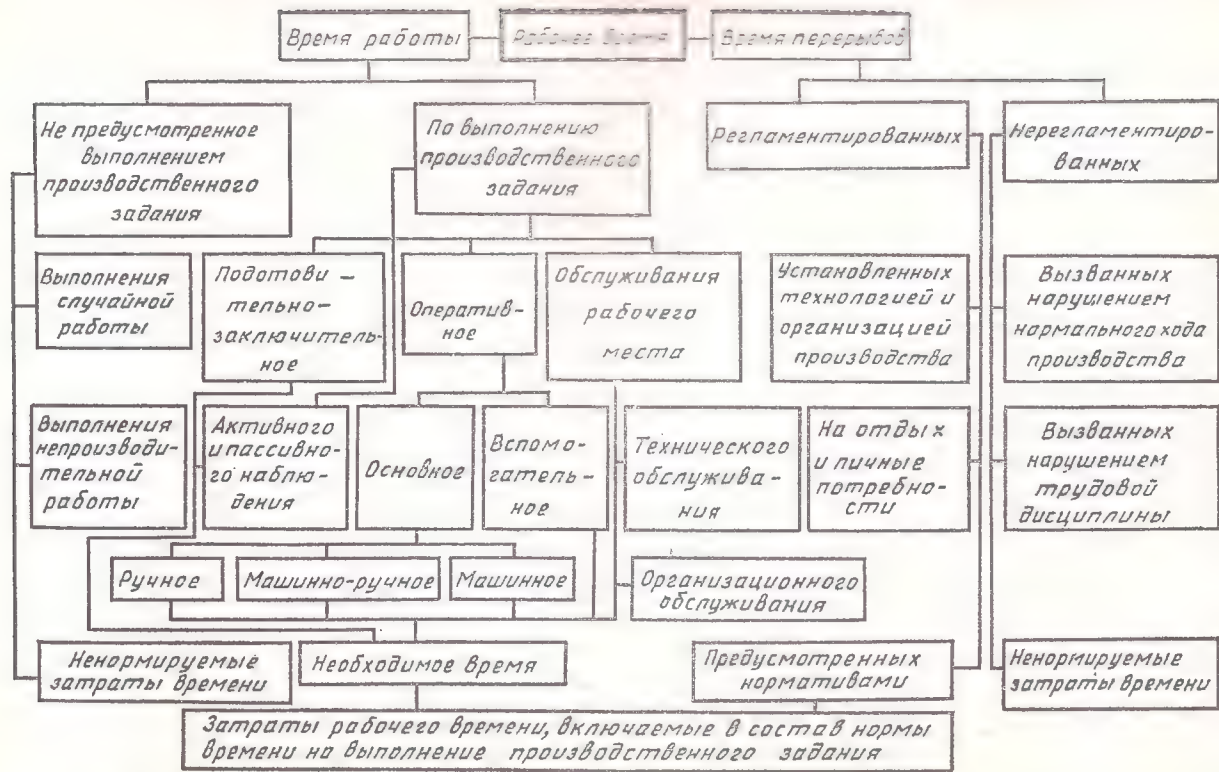 Время работы
Рабочее время
Время перерывов
Не предусмотренное
выполнением
производственного
задания
По выполнению
производственного
задания
Регламентированных
Нерегламентиро-
ванных
Выполнения
случайной
работы
Подотови –
тельно-
заключитель-
ное
Оператив-
ное
Обслуживания
рабочего
места
Установленных
технологией и
организацией
производства
Вызванных
нарушением
нормального хода
производства
Выполнения
непроизводи-
тельной
работы
Активного
и пассивно-
го наблю-
дения
Основное
Вспомо-
гатель-
ное
Технического
обслужива-
ния
На отдых
и личные
потребно-
сти
Вызванных
нарушением
трудовой
дисциплины
Ручное
Машинно-ручное
Машинное
Организационного
обслуживания
Ненормируемые
затраты времени
Необходимое время
Предусмотренных
нормативами
Ненормируемые
затраты времени
Затраты рабочего времени, включаемые в состав нормы
времени на выполнение производственного задания